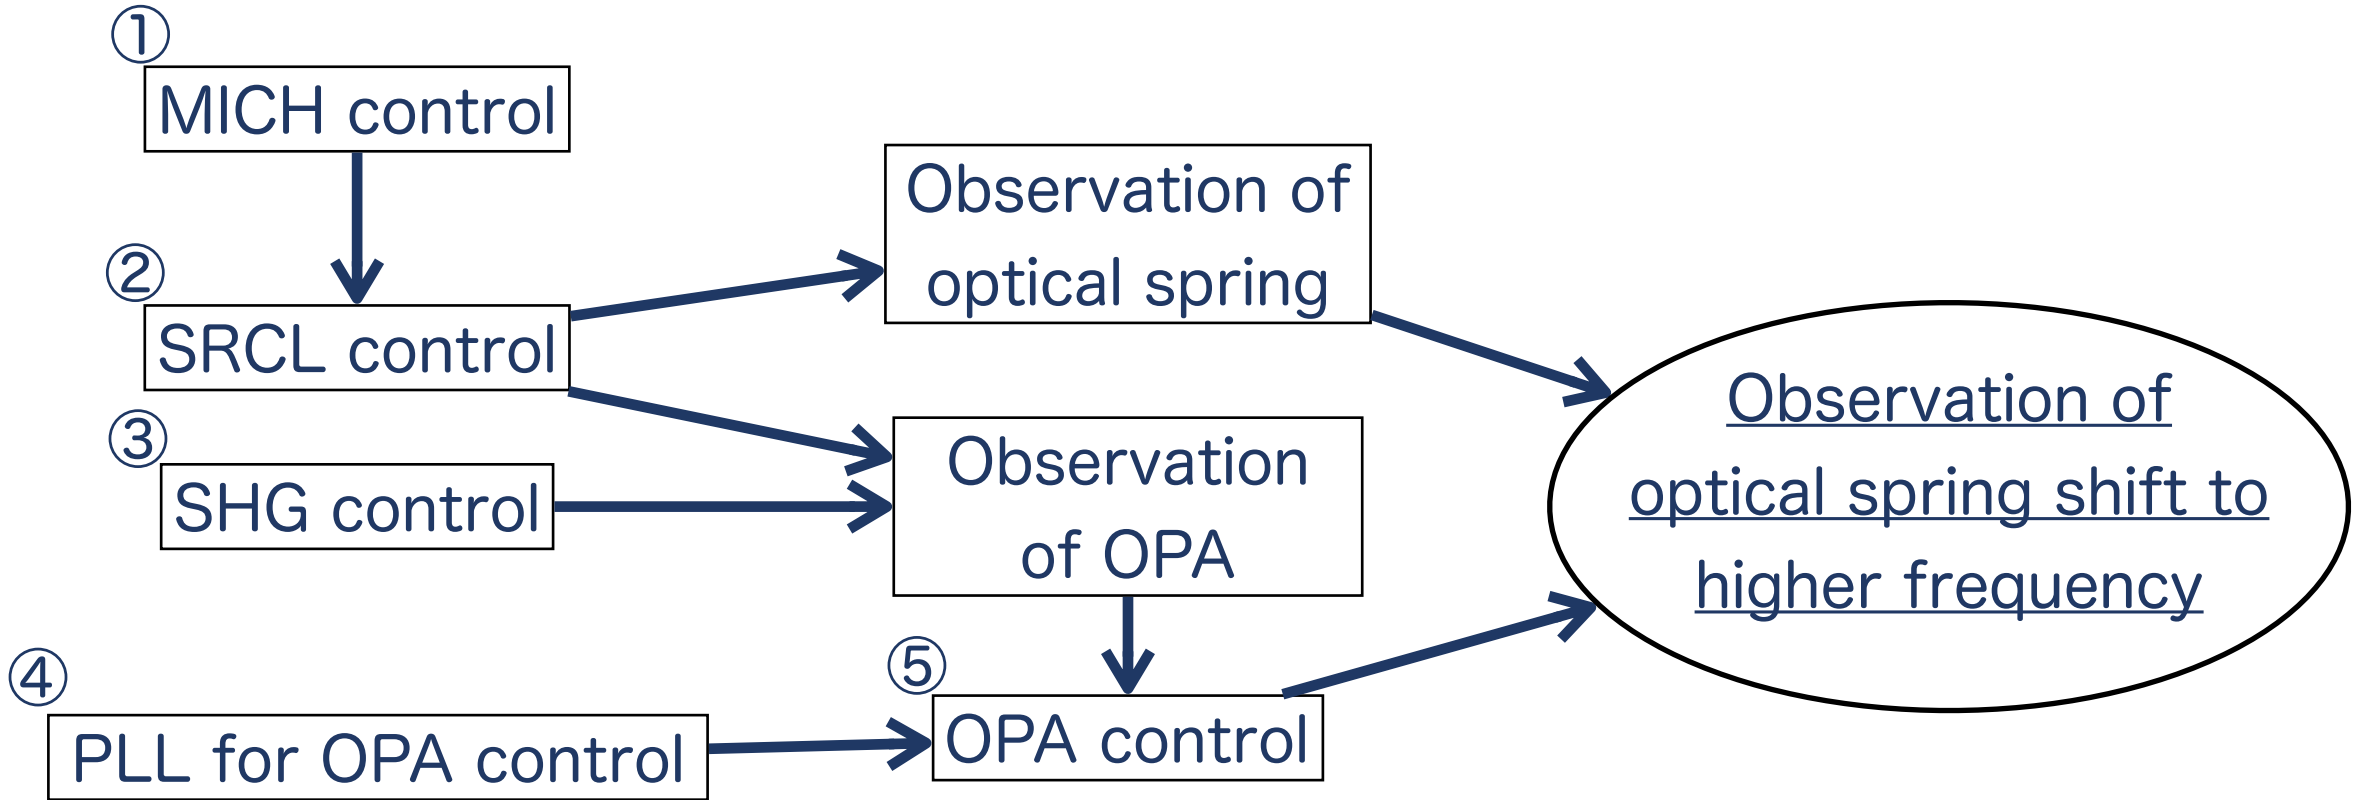 ①
MICH control
②
SRCL control
③
SHG control
④
PLL for OPA control
Observation of
optical spring
Observation
of OPA
⑤
OPA control
Observation of
optical spring shift to
higher frequency